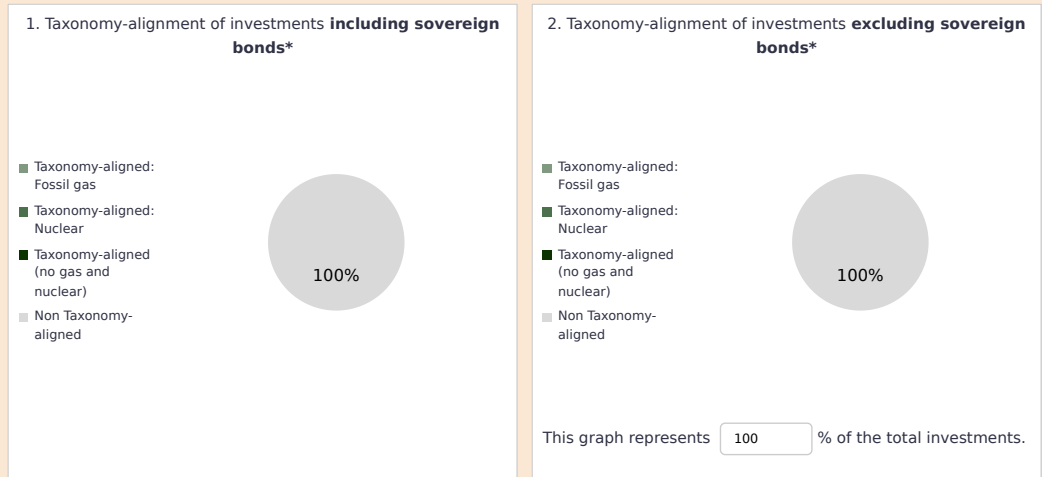 1. Taxonomy-alignment of investments including sovereign
bonds*
Taxonomy-aligned:
Fossil gas
Taxonomy-aligned:
Nuclear
Taxonomy-aligned
(no gas and
nuclear)
Non Taxonomy-
aligned
100%
2. Taxonomy-alignment of investments excluding sovereign
bonds*
Taxonomy-aligned:
Fossil gas
Taxonomy-aligned:
Nuclear
Taxonomy-aligned
(no gas and
nuclear)
Non Taxonomy-
aligned
100%
This graph represents 100 % of the total investments.